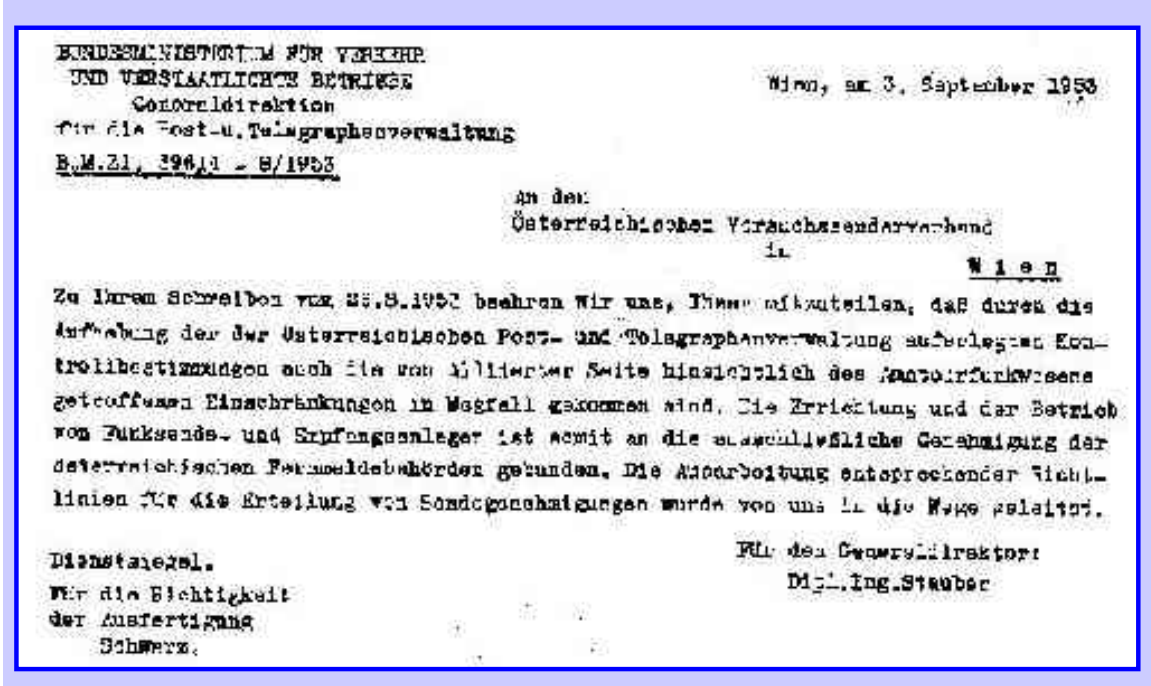 BUNDESMINISTERIUM FÜR VERKEHR
UND VERSTAATLICHTE BETRIEBE
Wien, am 3. September 1953
Generaldirektion
für die Post-u.Telegraphenverwaltung
B.M.Zl. - 8/1953
An den
Österreichischen Versuchssenderverband
in
Wien
Zu Ihrem Schreiben vom beehren wir uns, Ihnen mitzuteilen, daß durch die
Aufhebung der der Österreichischen Post- und Telegraphenverwaltung auferlegten Kon-
trollbestimmungen auch die von alliierter Seite hinsichtlich des Amateurfunkwesens
getroffenen Einschränkungen in Wegfall gekommen sind. Die Errichtung und der Betrieb
von Funksende- und Empfangsanlagen ist somit an die ausschließliche Genehmigung der
österreichischen Fernmeldebehörden gebunden. Die Ausarbeitung entsprechender Richt-
linien für die Erteilung von wurde von uns in die Wege geleitet.
Dienstsiegel.
Für den Generaldirektor:
Für die Richtigkeit
Dipl.Ing.Stauber
der Ausfertigung
Schwarz.